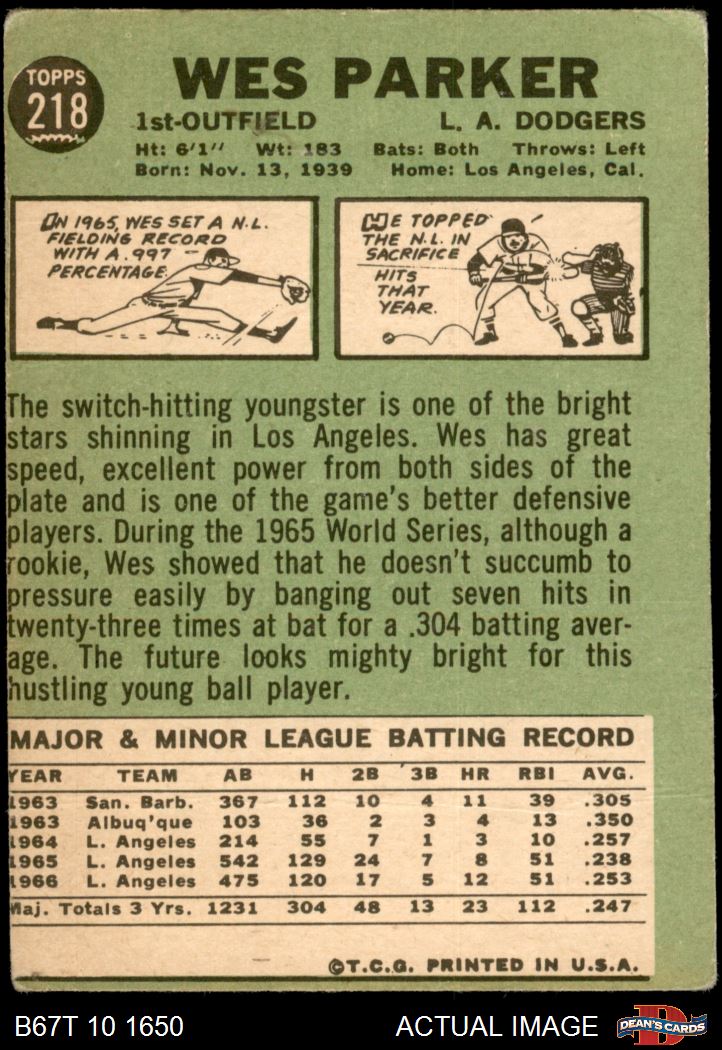 TOPPS
218
WES PARKER
1st-OUTFIELD L. A. DODGERS
Ht: 6'1" Wt: 183 Bats: Both Throws: Left
Born: Nov. 13, 1939 Home: Los Angeles, Cal.
IN 1965, WES SET A N.L.
FIELDING RECORD
WITH A .997
PERCENTAGE.
HE TOPPED
THE N.L. IN
SACRIFICE
HITS
THAT
YEAR.
The switch-hitting youngster is one of the bright
stars shinning in Los Angeles. Wes has great
speed, excellent power from both sides of the
plate and is one of the game's better defensive
players. During the 1965 World Series, although a
rookie, Wes showed that he doesn't succumb to
pressure easily by banging out seven hits in
twenty-three times at bat for a .304 batting aver-
age. The future looks mighty bright for this
hustling young ball player.
MAJOR & MINOR LEAGUE BATTING RECORD
YEAR TEAM AB H 2B 3B HR RBI AVG.
1963 San. Barb. 367 112 10 4 11 39 .305
1963 Albuq'que 103 36 2 3 4 13 .350
1964 L. Angeles 214 55 7 1 3 10 .257
1965 L. Angeles 542 129 24 7 8 51 .238
1966 L. Angeles 475 120 17 5 12 51 .253
Maj. Totals 3 Yrs. 1231 304 48 13 23 112 .247
©T.C.G. PRINTED IN U.S.A.
B67T 10 1650 ACTUAL IMAGE D DEAN'S CARDS